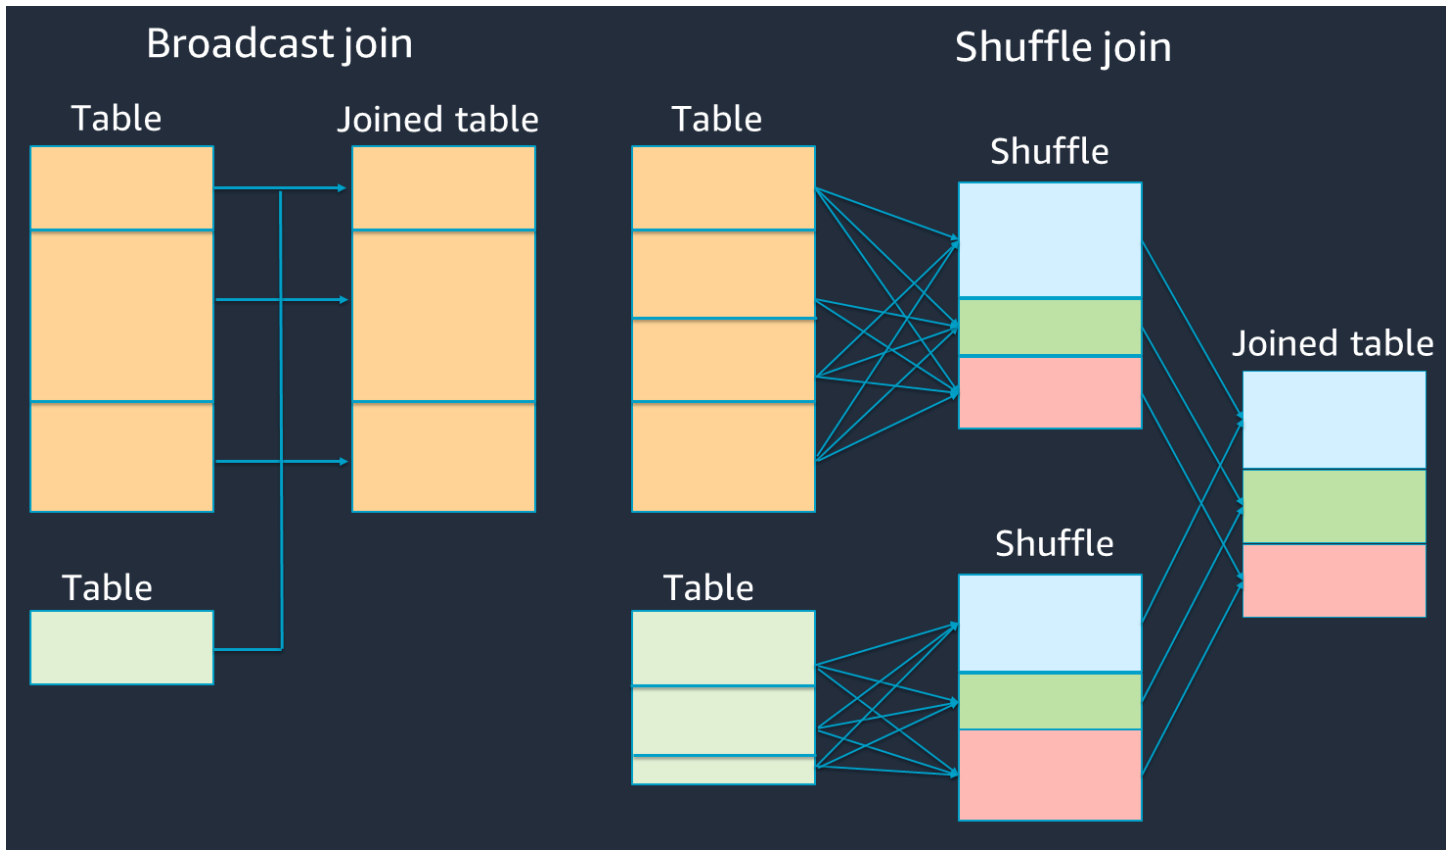 Broadcast join
Table
Joined table
Table
Shuffle join
Table
Shuffle
Joined table
Shuffle
Table